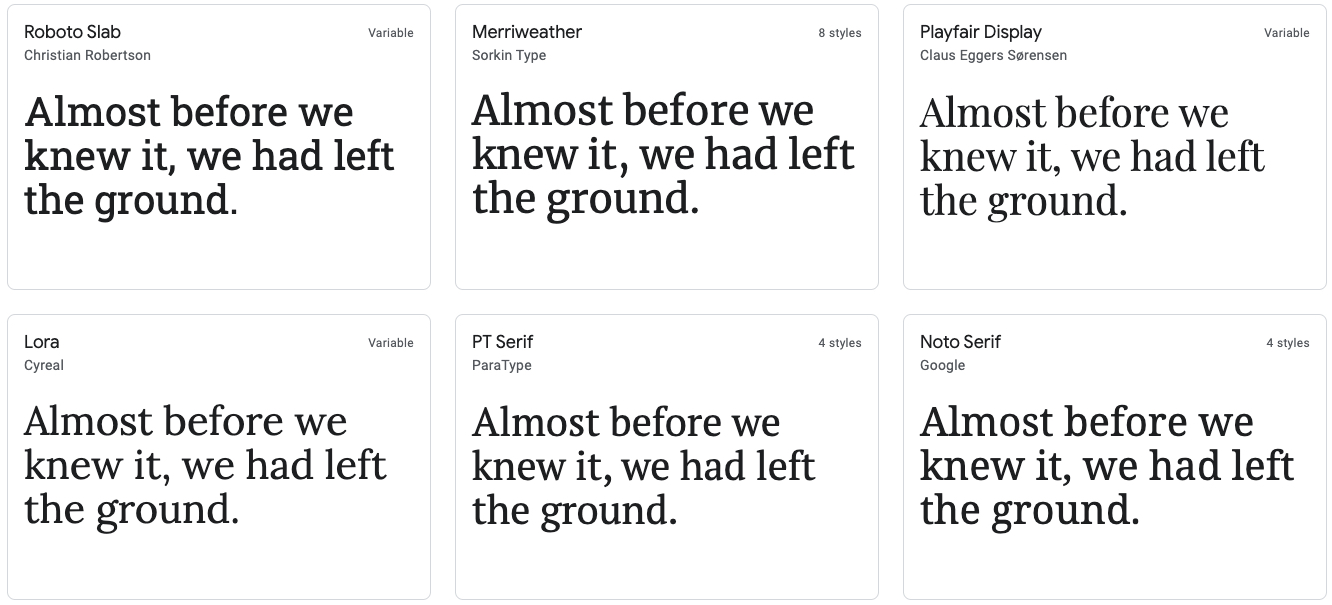 Roboto Slab
Variable
Christian Robertson
Almost before we
knew it, we had left
the ground.
Merriweather
8 styles
Sorkin Type
Almost before we
knew it, we had left
the ground.
Playfair Display
Variable
Claus Eggers Sørensen
Almost before we
knew it, we had left
the ground.
Lora
Variable
Cyreal
Almost before we
knew it, we had left
the ground.
PT Serif
4 styles
ParaType
Almost before we
knew it, we had left
the ground.
Noto Serif
4 styles
Google
Almost before we
knew it, we had left
the ground.